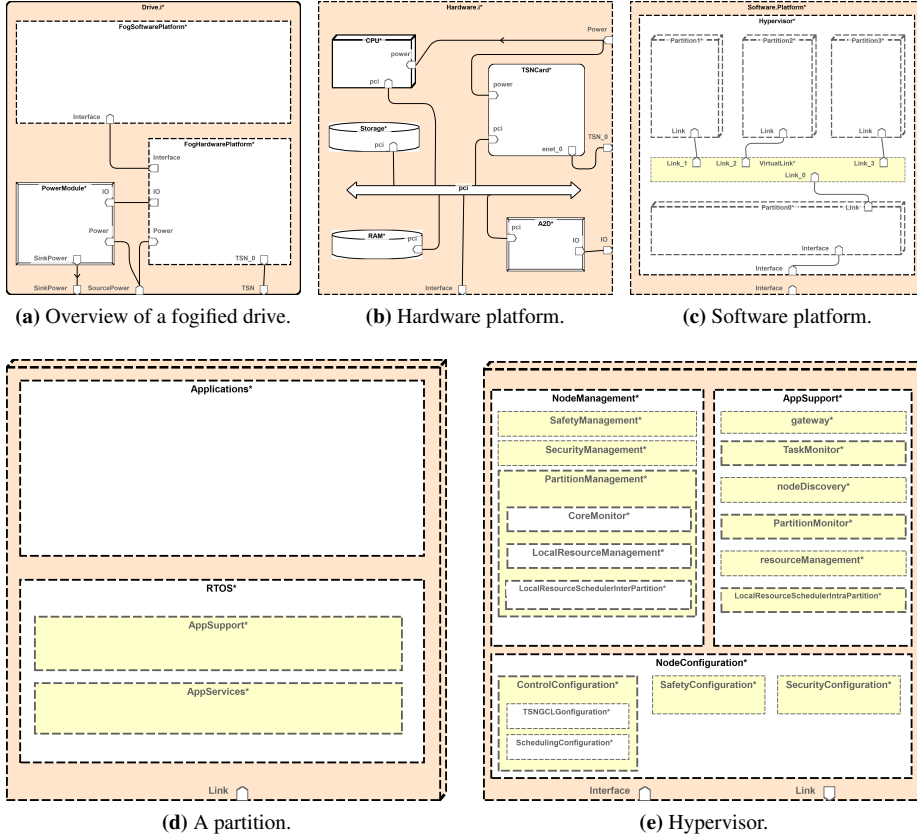 Drive.i*
FogSoftwarePlatform*
Interface
FogHardwarePlatform*
Interface
PowerModule*
IO
IO
Power
Power
SinkPower
TSN_0
SinkPower
SourcePower
TSN
(a) Overview of a fogified drive.
Hardware.i*
Power
CPU*
power
pci
TSNCard*
power
Storage*
pci
pci
TSN_0
enet_0
pci
RAM*
pci
A2D*
pci
IO
IO
Interface
(b) Hardware platform.
Software.Platform*
Hypervisor*
Partition1*
Partition2*
Partition3*
Link
Link
Link
Link_1
Link_2
VirtualLink*
Link_3
Link_0
Partition0*
Link
Interface
Interface
Interface
(c) Software platform.
Applications*
RTOS*
AppSupport*
AppServices*
Link
(d) A partition.
NodeManagement*
SafetyManagement*
SecurityManagement*
PartitionManagement*
CoreMonitor*
LocalResourceManagement*
LocalResourceSchedulerInterPartition*
AppSupport*
gateway*
TaskMonitor*
nodeDiscovery*
PartitionMonitor*
resourceManagement*
LocalResourceSchedulerIntraPartition*
NodeConfiguration*
ControlConfiguration*
TSNGCLGonfiguration*
SchedulingConfiguration*
SafetyConfiguration*
SecurityConfiguration*
Interface
Link
(e) Hypervisor.